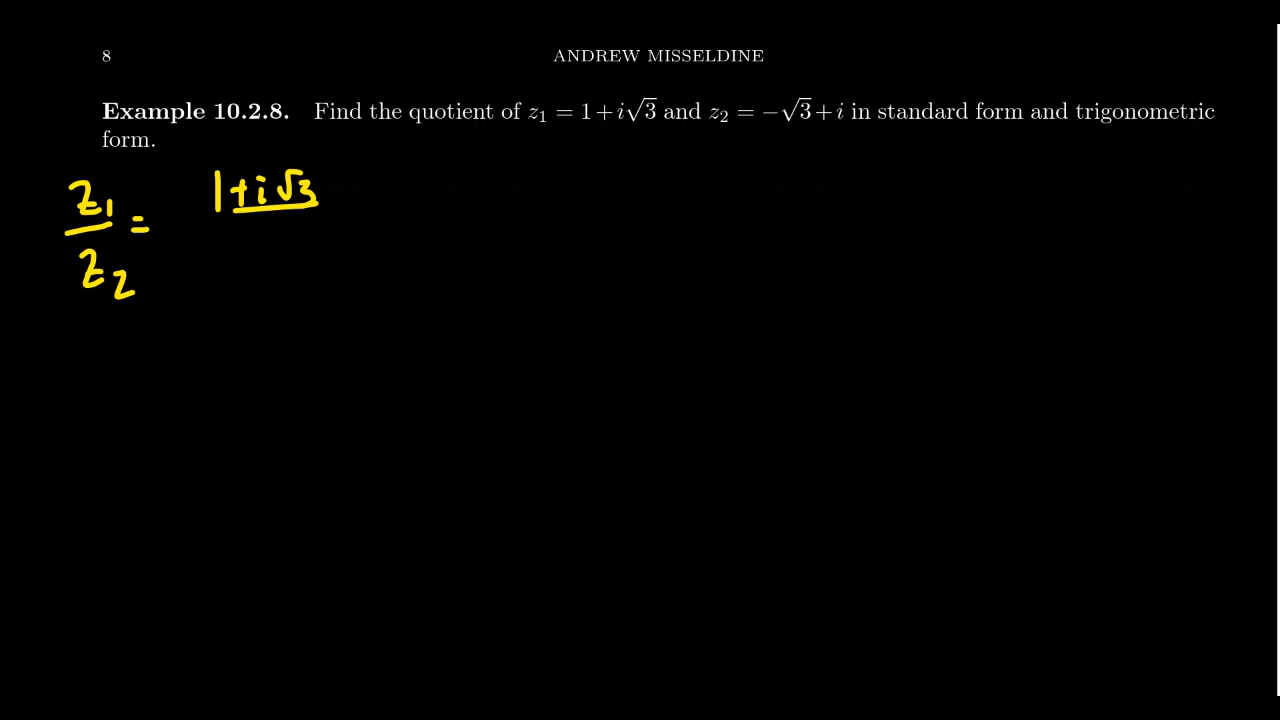 8 ANDREW MISSELDINE
Example 10.2.8. Find the quotient of z₁ = 1+i√3 and z₂ = −√3+i in standard form and trigonometric
form.
z₁/z₂ = 1+i√3